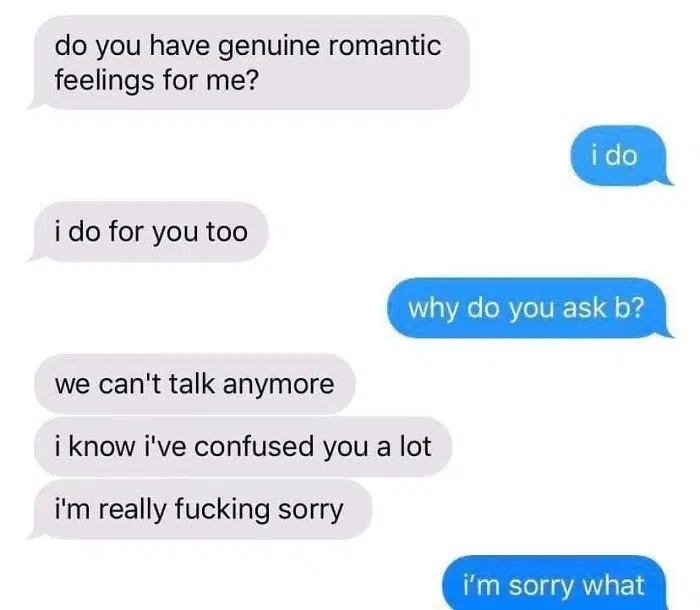 do you have genuine romantic
feelings for me?
i do
i do for you too
why do you ask b?
we can't talk anymore
i know i've confused you a lot
i'm really fucking sorry
i’m sorry what